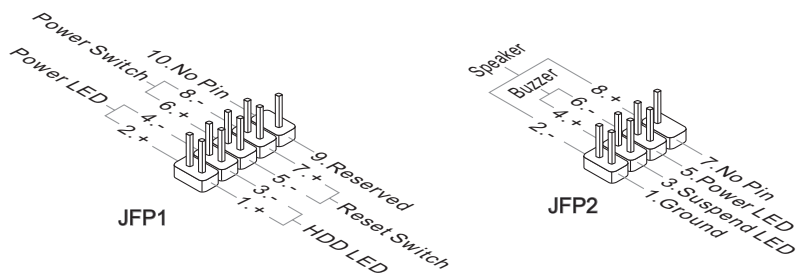 Power Switch
Power LED
10.No Pin
8.-
6.+
4.-
2.+
9.Reserved
7.+
5.-
3.-
1.+
Reset Switch
HDD LED
JFP1
Speaker
Buzzer
8.+
6.-
4.+
2.-
7.No Pin
5.Power LED
3.Suspend LED
1.Ground
JFP2